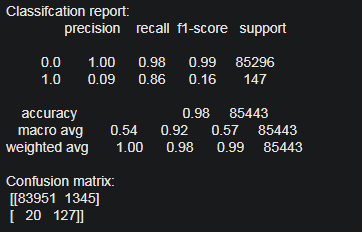 Classifcation report:
precision recall f1-score support
0.0 1.00 0.98 0.99 85296
1.0 0.09 0.86 0.16 147
accuracy 0.98 85443
macro avg 0.54 0.92 0.57 85443
weighted avg 1.00 0.98 0.99 85443
Confusion matrix:
[[83951 1345]
[ 20 127]]